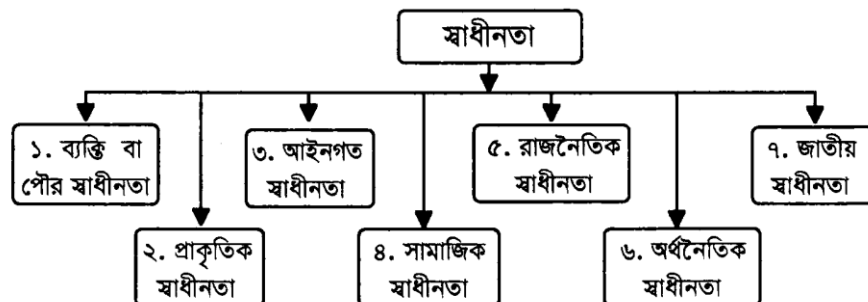 স্বাধীনতা
১. ব্যক্তি বা
পৌর স্বাধীনতা
২. প্রাকৃতিক
স্বাধীনতা
৩. আইনগত
স্বাধীনতা
৪. সামাজিক
স্বাধীনতা
৫. রাজনৈতিক
স্বাধীনতা
৬. অর্থনৈতিক
স্বাধীনতা
৭. জাতীয়
স্বাধীনতা